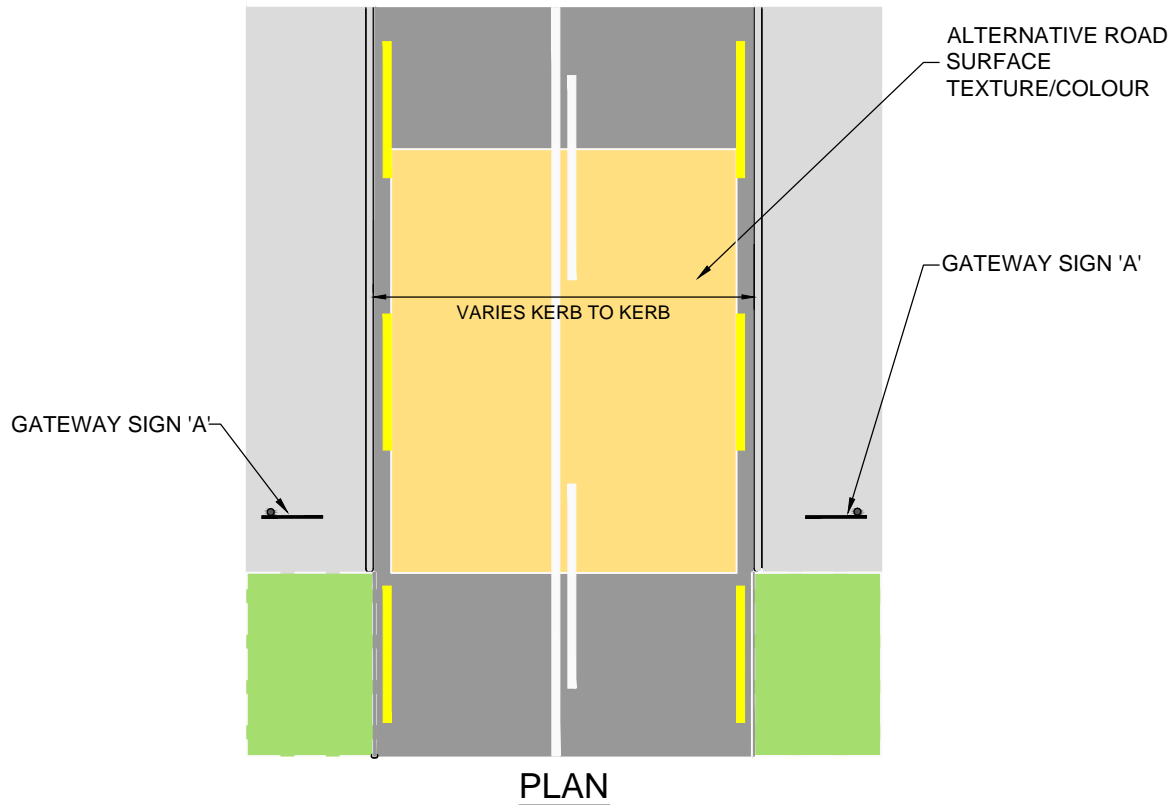 ALTERNATIVE ROAD
SURFACE
TEXTURE/COLOUR
GATEWAY SIGN 'A'
VARIES KERB TO KERB
GATEWAY SIGN 'A'
PLAN